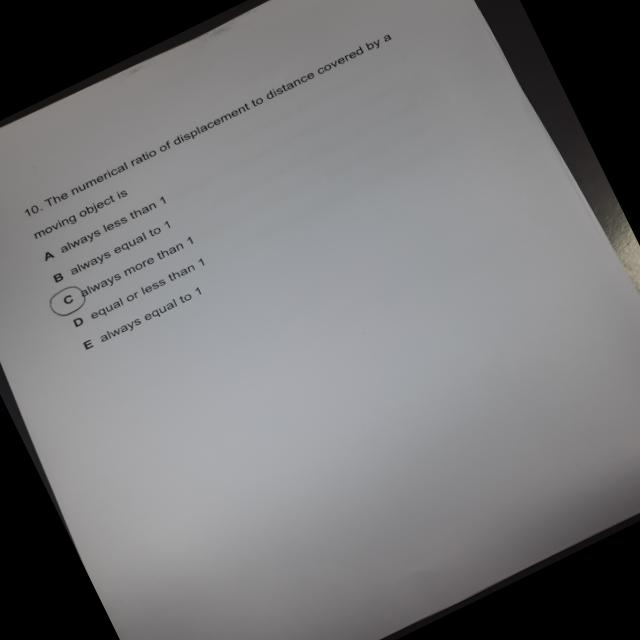 10. The numerical ratio of displacement to distance covered by a
moving object is
A always less than 1
B always equal to 1
C always more than 1
D equal or less than 1
E always equal to 1